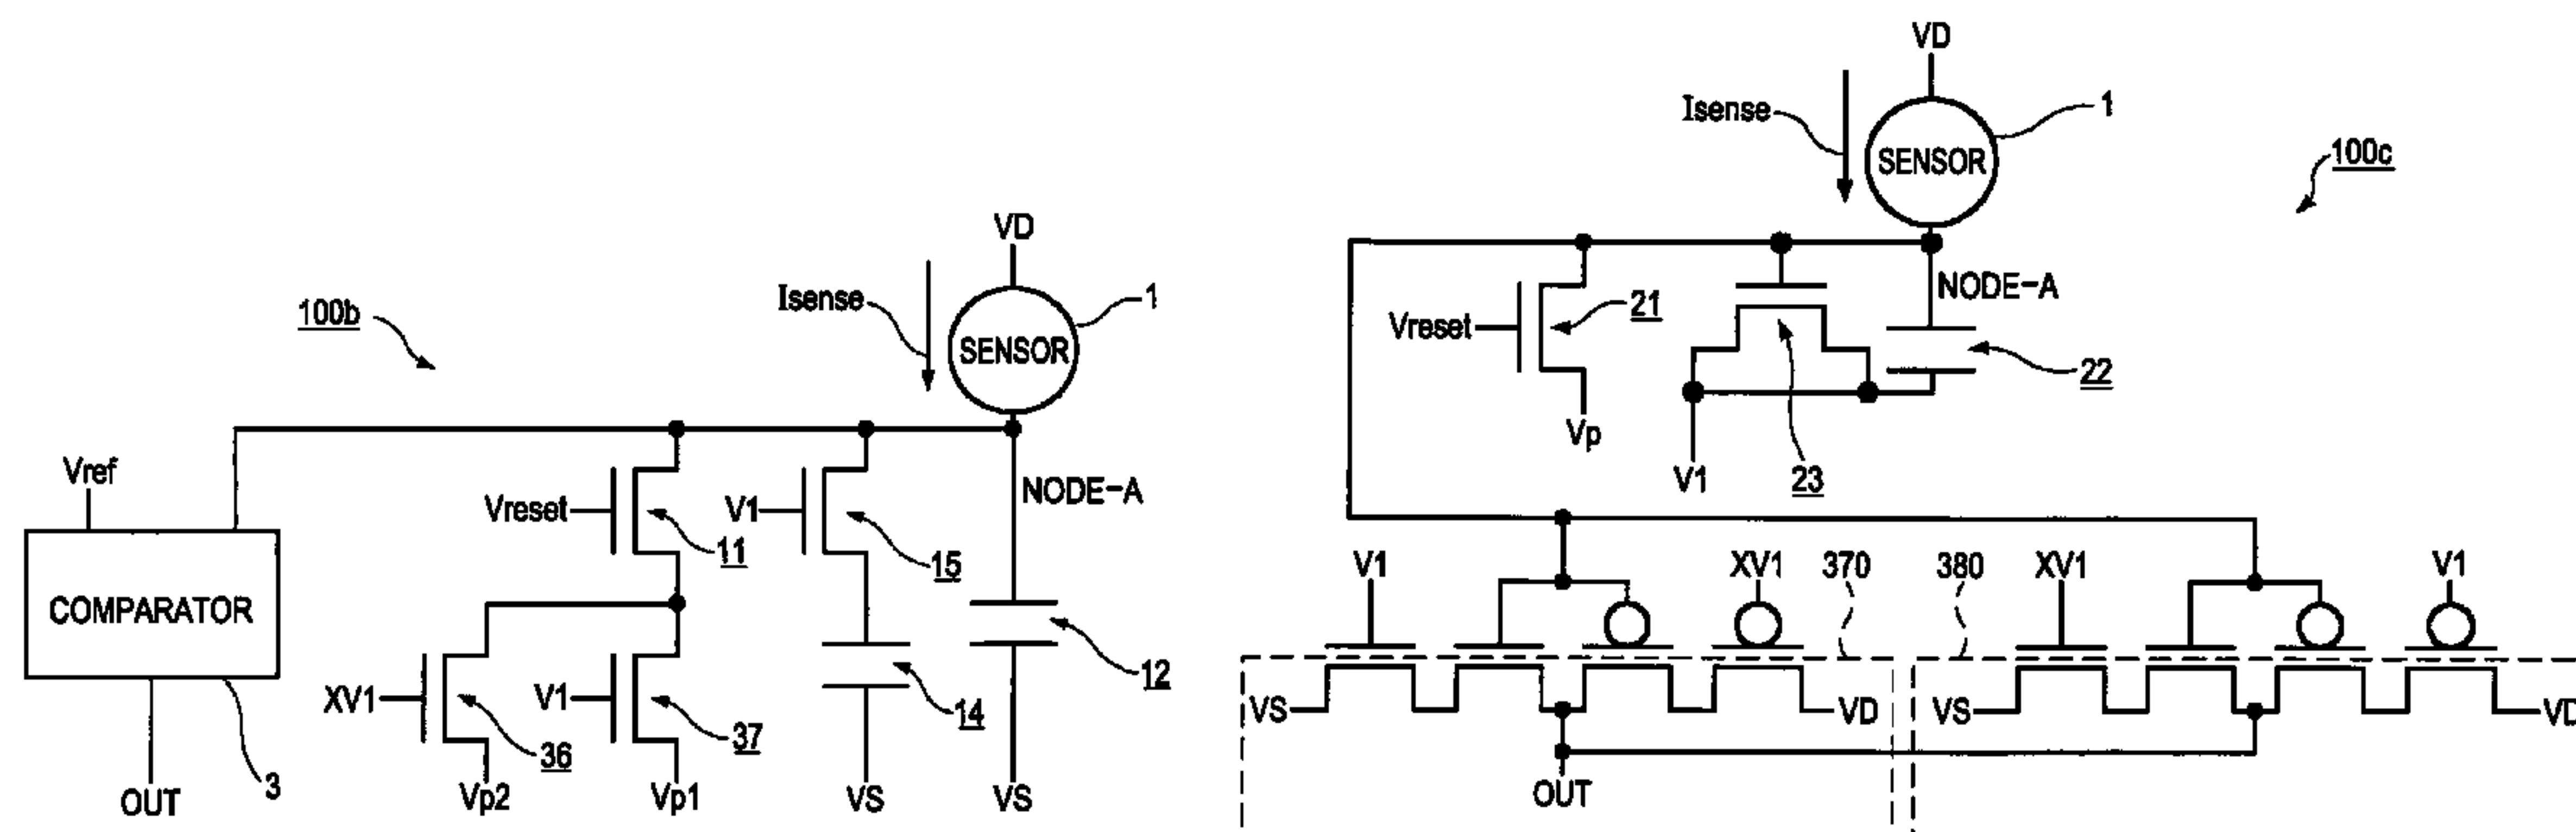 VD
Isense
1
SENSOR
100b
NODE-A
Vref
Vreset
11
V1
15
COMPARATOR
12
XV1
36
V1
37
14
OUT
3
Vp2
Vp1
VS
VS
VD
Isense
1
SENSOR
100c
NODE-A
Vreset
21
22
Vp
V1
23
V1
XV1
370
380
XV1
V1
VS
VD
VS
VD
OUT